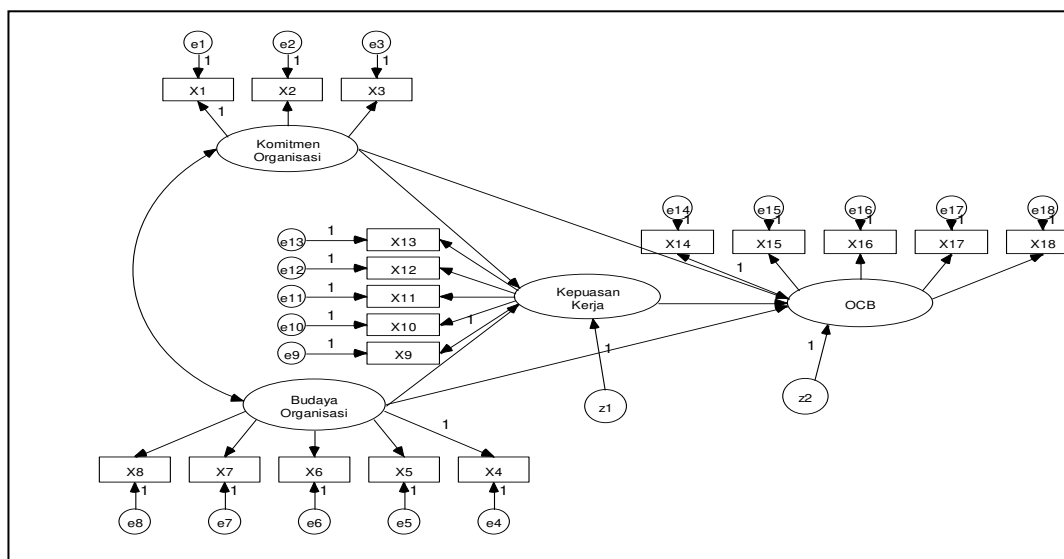 e1 e2 e3
1 1 1
X1 X2 X3
1
Komitmen
Organisasi
e14 e15 e16 e17 e18
1 1 1 1 1
X14 X15 X16 X17 X18
1
e13 1 X13
e12 1 X12
e11 1 X11
e10 1 X10
e9 1 X9
1
Kepuasan
Kerja
OCB
1
z1
1
z2
Budaya
Organisasi
1
X8 X7 X6 X5 X4
1 1 1 1 1
e8 e7 e6 e5 e4